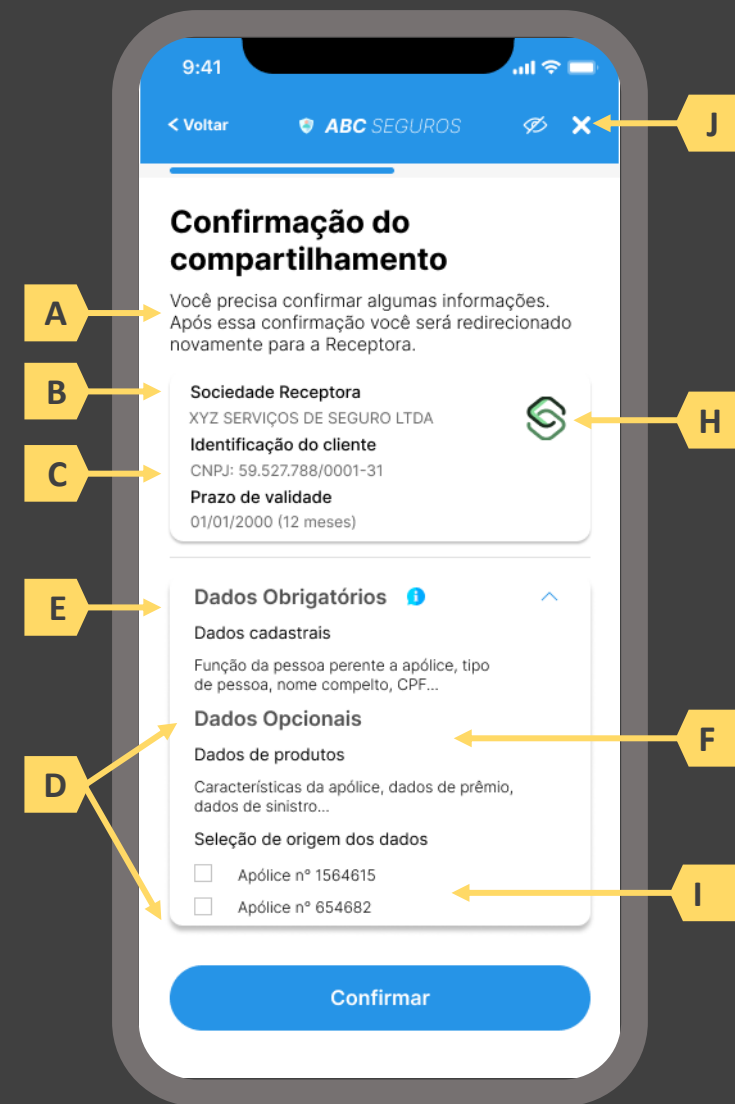 9:41
< Voltar
ABC SEGUROS
J
Confirmação do
compartilhamento
A
Você precisa confirmar algumas informações.
Após essa confirmação você será redirecionado
novamente para a Receptora.
B
Sociedade Receptora
XYZ SERVIÇOS DE SEGURO LTDA
H
Identificação do cliente
C
CNPJ: 59.527.788/0001-31
Prazo de validade
01/01/2000 (12 meses)
E
Dados Obrigatórios
Dados cadastrais
Função da pessoa perente a apólice, tipo
de pessoa, nome compelto, CPF...
Dados Opcionais
F
Dados de produtos
D
Características da apólice, dados de prêmio,
dados de sinistro...
Seleção de origem dos dados
Apólice nº 1564615
I
Apólice nº 654682
Confirmar